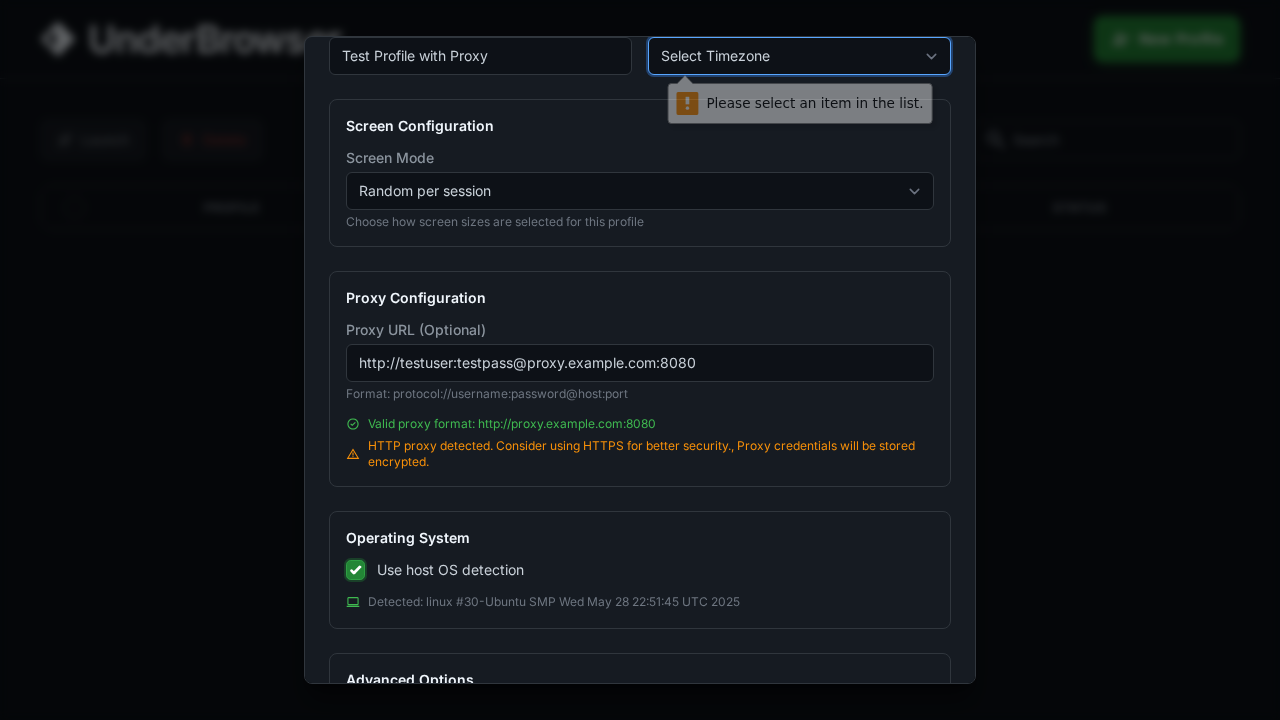 UnderBrowser
New Profile
Test Profile with Proxy
Select Timezone
Please select an item in the list.
Screen Configuration
Screen Mode
Random per session
Choose how screen sizes are selected for this profile
Proxy Configuration
Proxy URL (Optional)
http://testuser:testpass@proxy.example.com:8080
Format: protocol://username:password@host:port
Valid proxy format: http://proxy.example.com:8080
HTTP proxy detected. Consider using HTTPS for better security., Proxy credentials will be stored
encrypted.
Operating System
Use host OS detection
Detected: linux #30-Ubuntu SMP Wed May 28 22:51:45 UTC 2025
Advanced Options